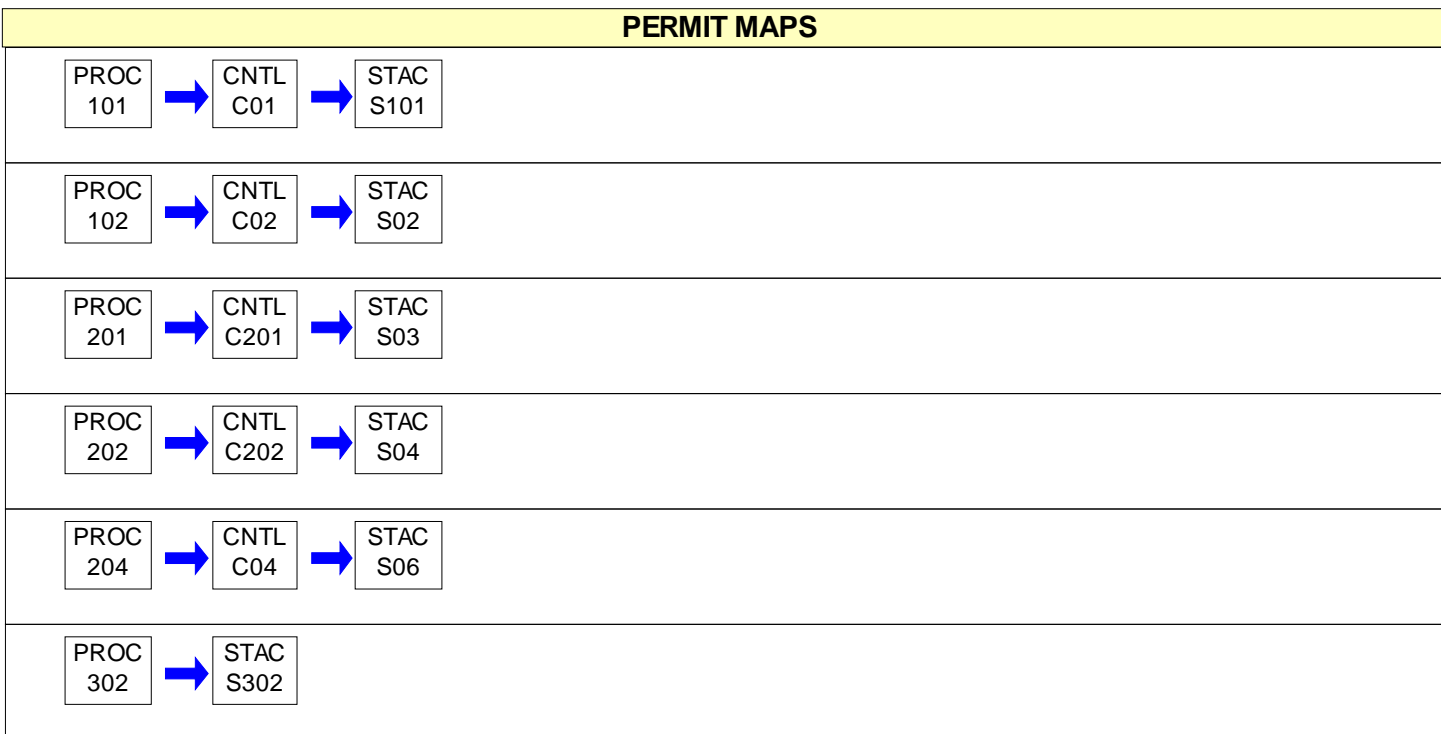 PERMIT MAPS
PROC CNTL STAC
101 C01 S101
PROC CNTL STAC
102 C02 S02
PROC CNTL STAC
201 C201 S03
PROC CNTL STAC
202 C202 S04
PROC CNTL STAC
204 C04 S06
PROC STAC
302 S302